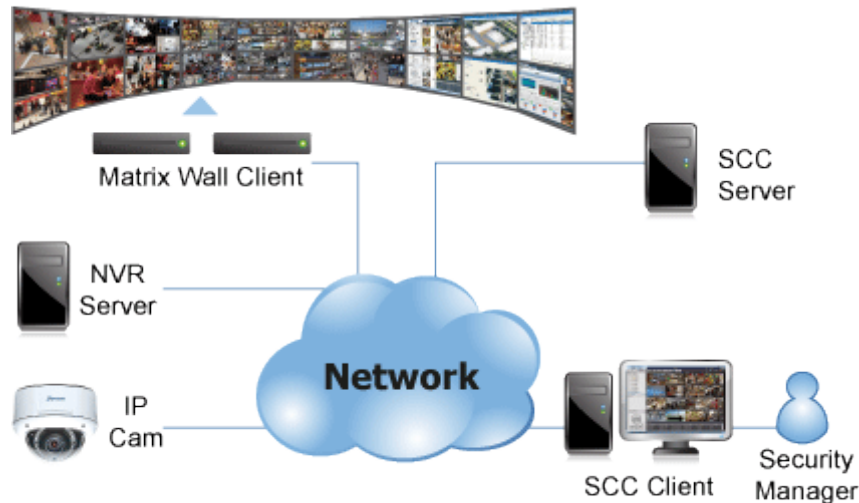 Matrix Wall Client
SCC
Server
NVR
Server
Network
IP
Cam
SCC Client
Security
Manager